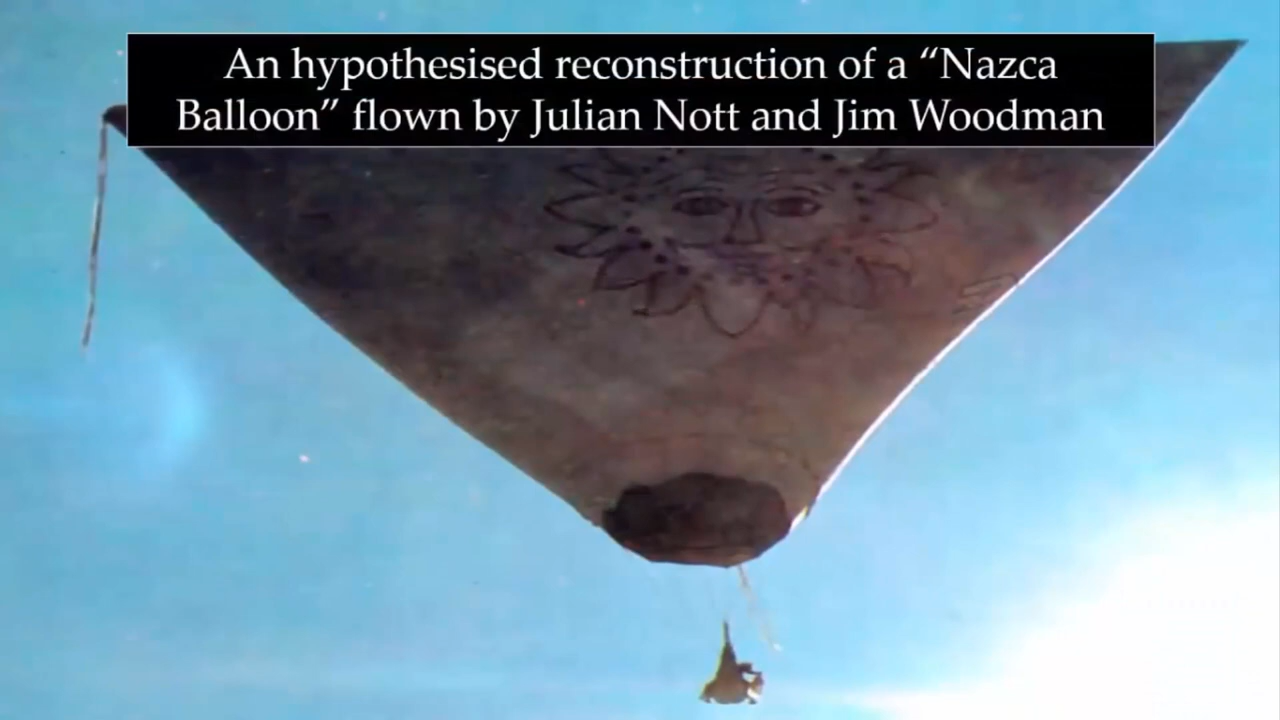 An hypothesised reconstruction of a “Nazca
Balloon” flown by Julian Nott and Jim Woodman